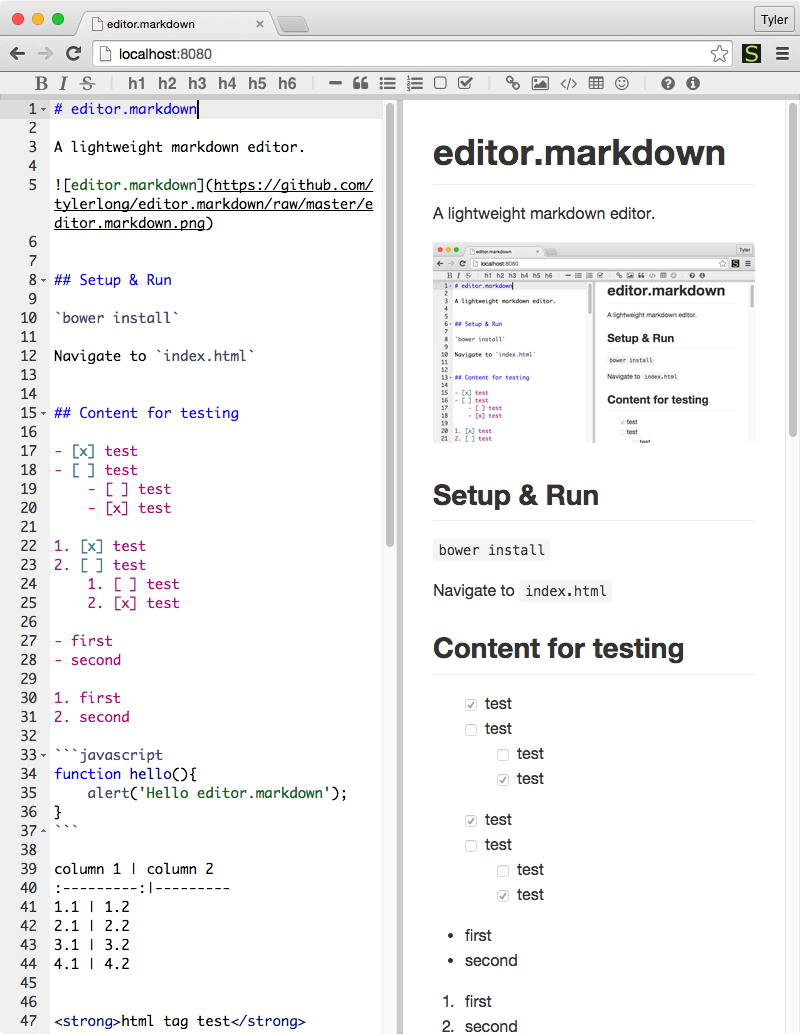 editor.markdown
Tyler
localhost:8080
S
B I S h1 h2 h3 h4 h5 h6
1 # editor.markdown
2
3 A lightweight markdown editor.
4
5 ![editor.markdown](https://github.com/
tylerlong/editor.markdown/raw/master/e
ditor.markdown.png)
6
7
8 ## Setup & Run
9
10 `bower install`
11
12 Navigate to `index.html`
13
14
15 ## Content for testing
16
17 - [x] test
18 - [ ] test
19 - [ ] test
20 - [x] test
21
22 1. [x] test
23 2. [ ] test
24 1. [ ] test
25 2. [x] test
26
27 - first
28 - second
29
30 1. first
31 2. second
32
33 ```javascript
34 function hello(){
35 alert('Hello editor.markdown');
36 }
37 ```
38
39 column 1 | column 2
40 :---------:|---------
41 1.1 | 1.2
42 2.1 | 2.2
43 3.1 | 3.2
44 4.1 | 4.2
45
46
47 <strong>html tag test</strong>
editor.markdown
A lightweight markdown editor.
editor.markdown
Tyler
localhost:8080
S
B I S h1 h2 h3 h4 h5 h6
1 # editor.markdown
2
3 A lightweight markdown editor.
4
5
6 ## Setup & Run
7
8 `bower install`
9
10 Navigate to `index.html`
11
12
13 ## Content for testing
14
15 - [x] test
16 - [ ] test
17 - [ ] test
18 - [x] test
19
20 1. [x] test
21 2. [ ] test
editor.markdown
A lightweight markdown editor.
Setup & Run
bower install
Navigate to index.html
Content for testing
test
test
test
Setup & Run
bower install
Navigate to index.html
Content for testing
test
test
test
test
test
test
test
test
• first
• second
1. first
2. second